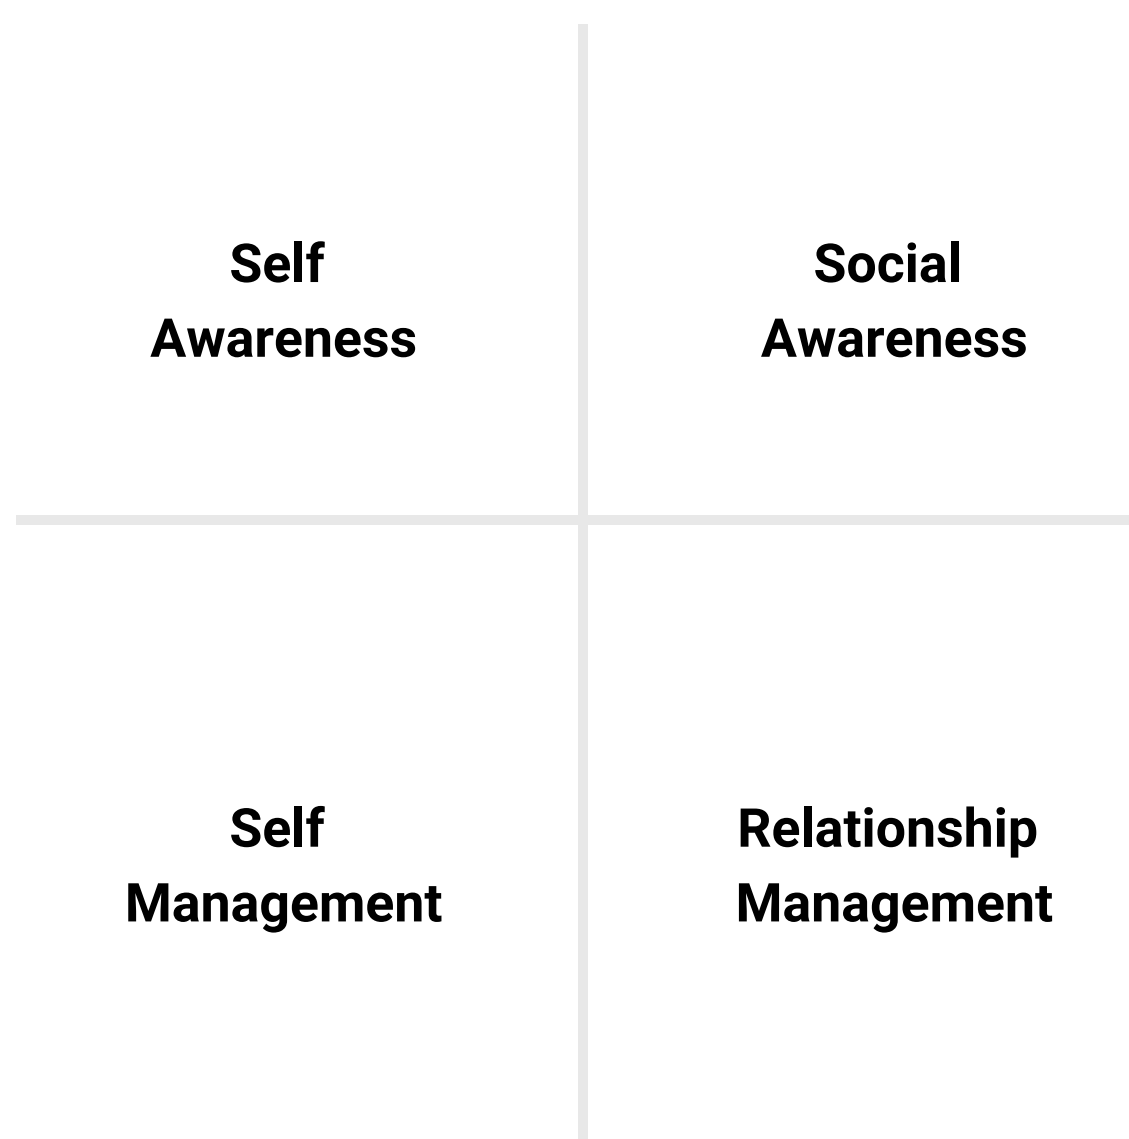 Self
Awareness
Social
Awareness
Self
Management
Relationship
Management